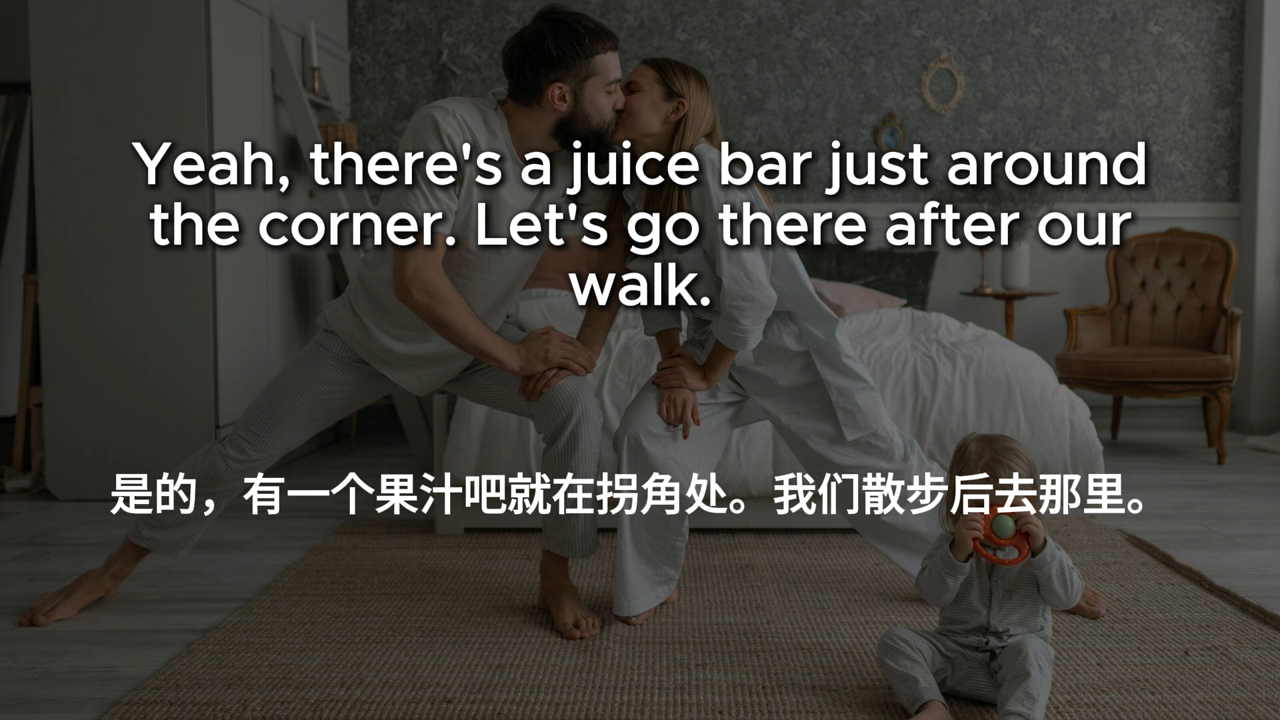 Yeah, there's a juice bar just around
the corner. Let's go there after our
walk.
是的，有一个果汁吧就在拐角处。我们散步后去那里。